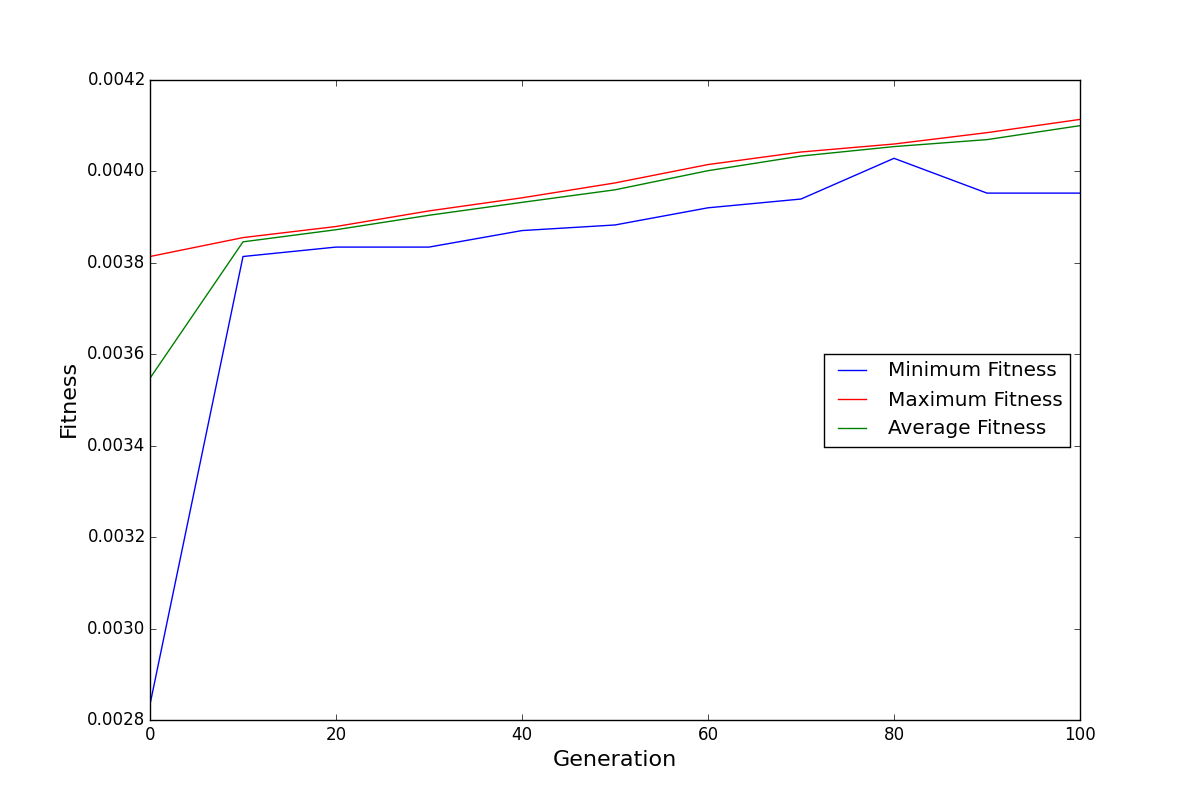 0.0042
0.0040
0.0038
0.0036
0.0034
0.0032
0.0030
0.0028
Fitness
Minimum Fitness
Maximum Fitness
Average Fitness
0 20 40 60 80 100
Generation